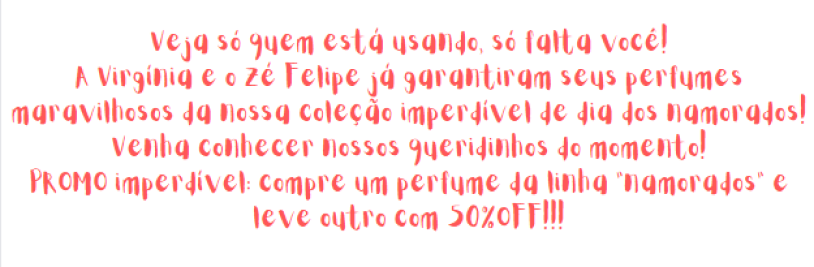 Veja só quem está usando, só falta você!
A Virgínia e o Zé Felipe já garantiram seus perfumes
maravilhosos da nossa coleção imperdível de dia dos namorados!
Venha conhecer nossos queridinhos do momento!
PROMO imperdível: compre um perfume da linha "namorados" e
leve outro com 50%OFF!!!